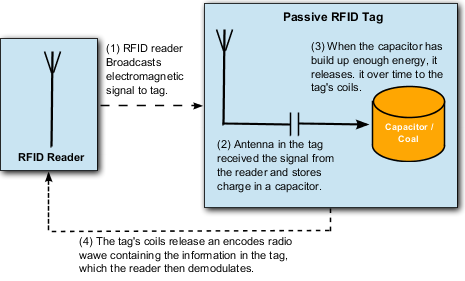 Passive RFID Tag
(1) RFID reader
Broadcasts
electromagnetic
signal to tag.
(3) When the capacitor has
build up enough energy, it
releases. it over time to the
tag's coils.
Capacitor /
Coal
RFID Reader
(2) Antenna in the tag
received the signal from
the reader and stores
charge in a capacitor.
(4) The tag's coils release an encodes radio
wawe containing the information in the tag,
which the reader then demodulates.